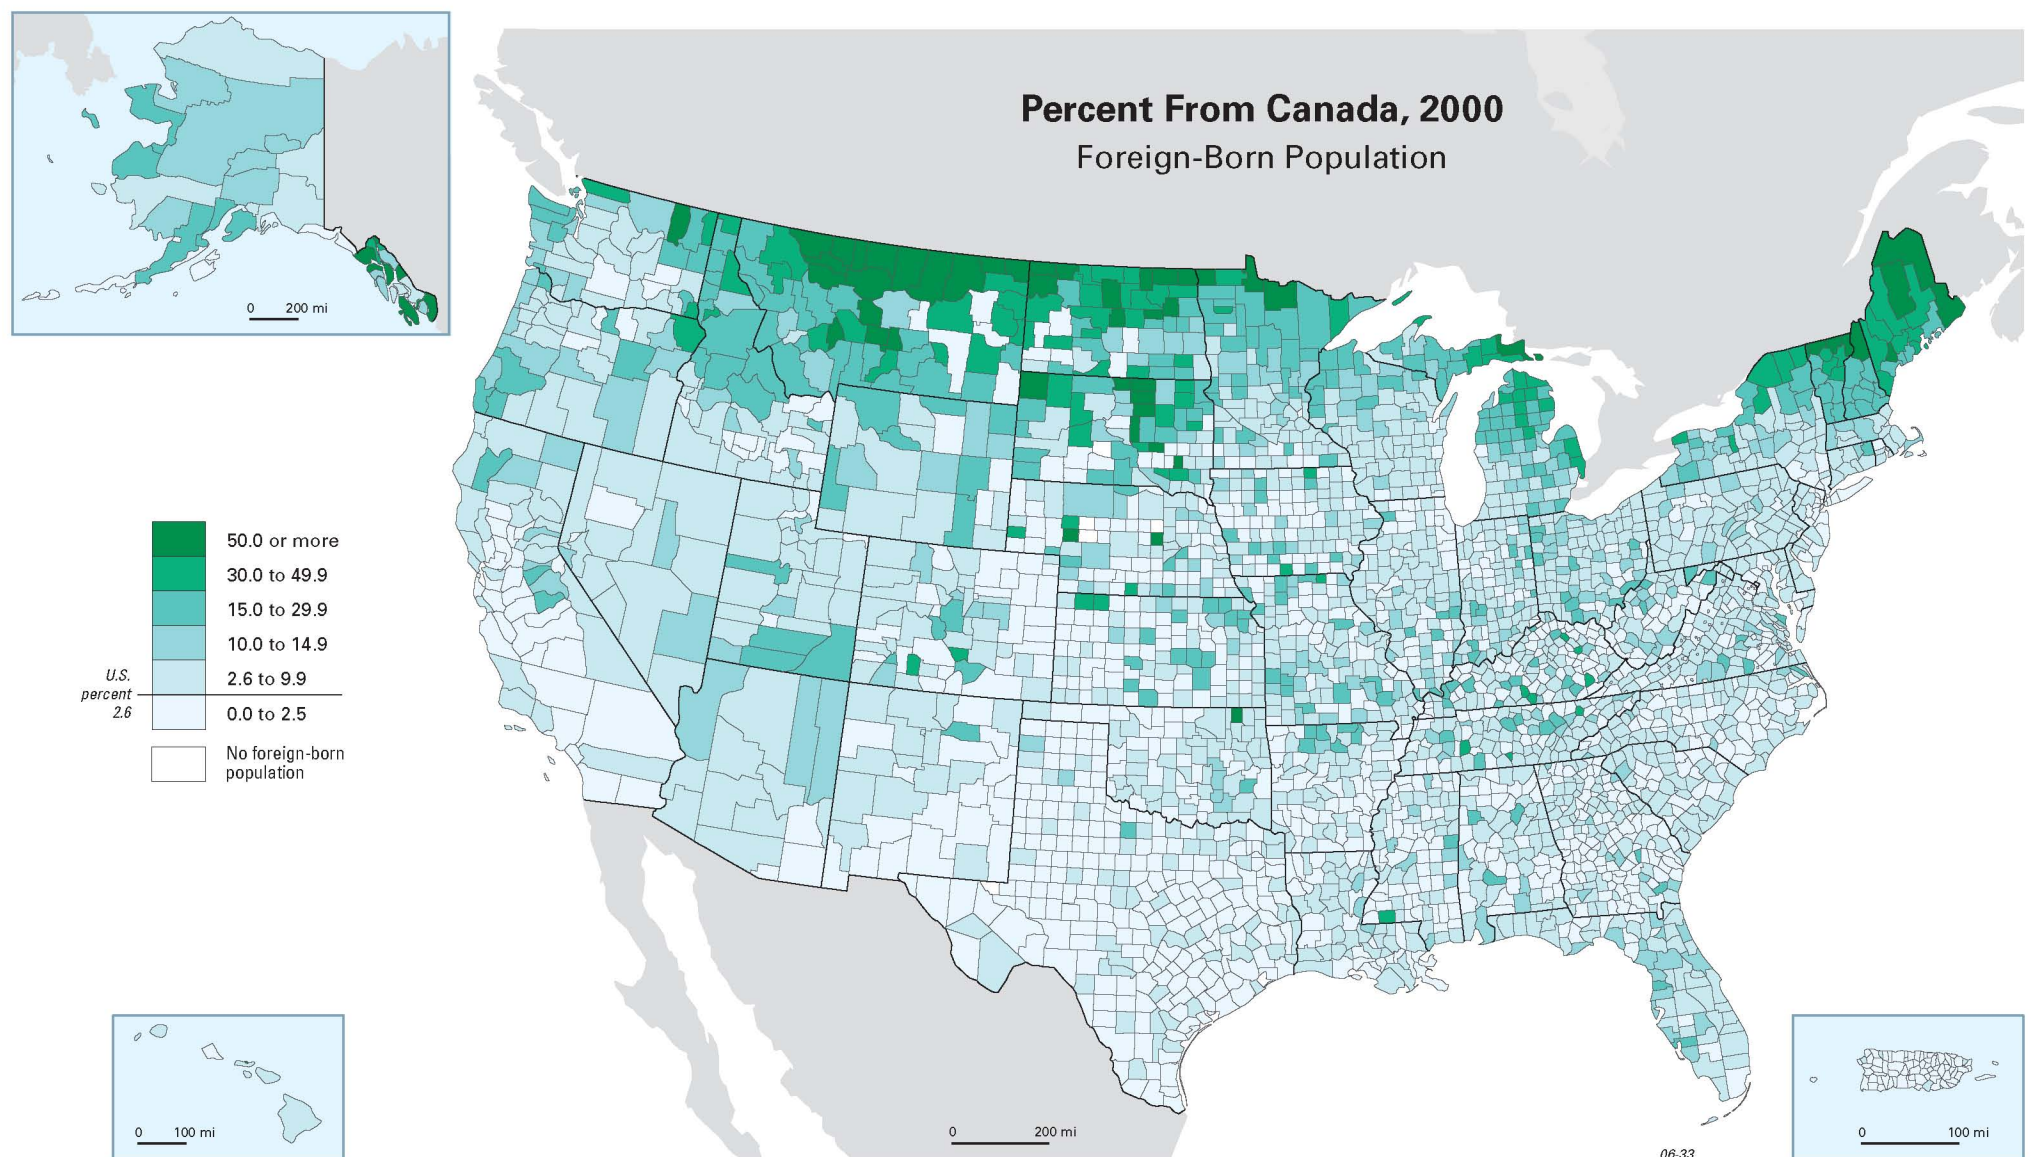 Percent From Canada, 2000
Foreign-Born Population
0 200 mi
50.0 or more
30.0 to 49.9
15.0 to 29.9
10.0 to 14.9
U.S.
percent
2.6
2.6 to 9.9
0.0 to 2.5
No foreign-born
population
0 100 mi
0 200 mi
0 100 mi
06-33